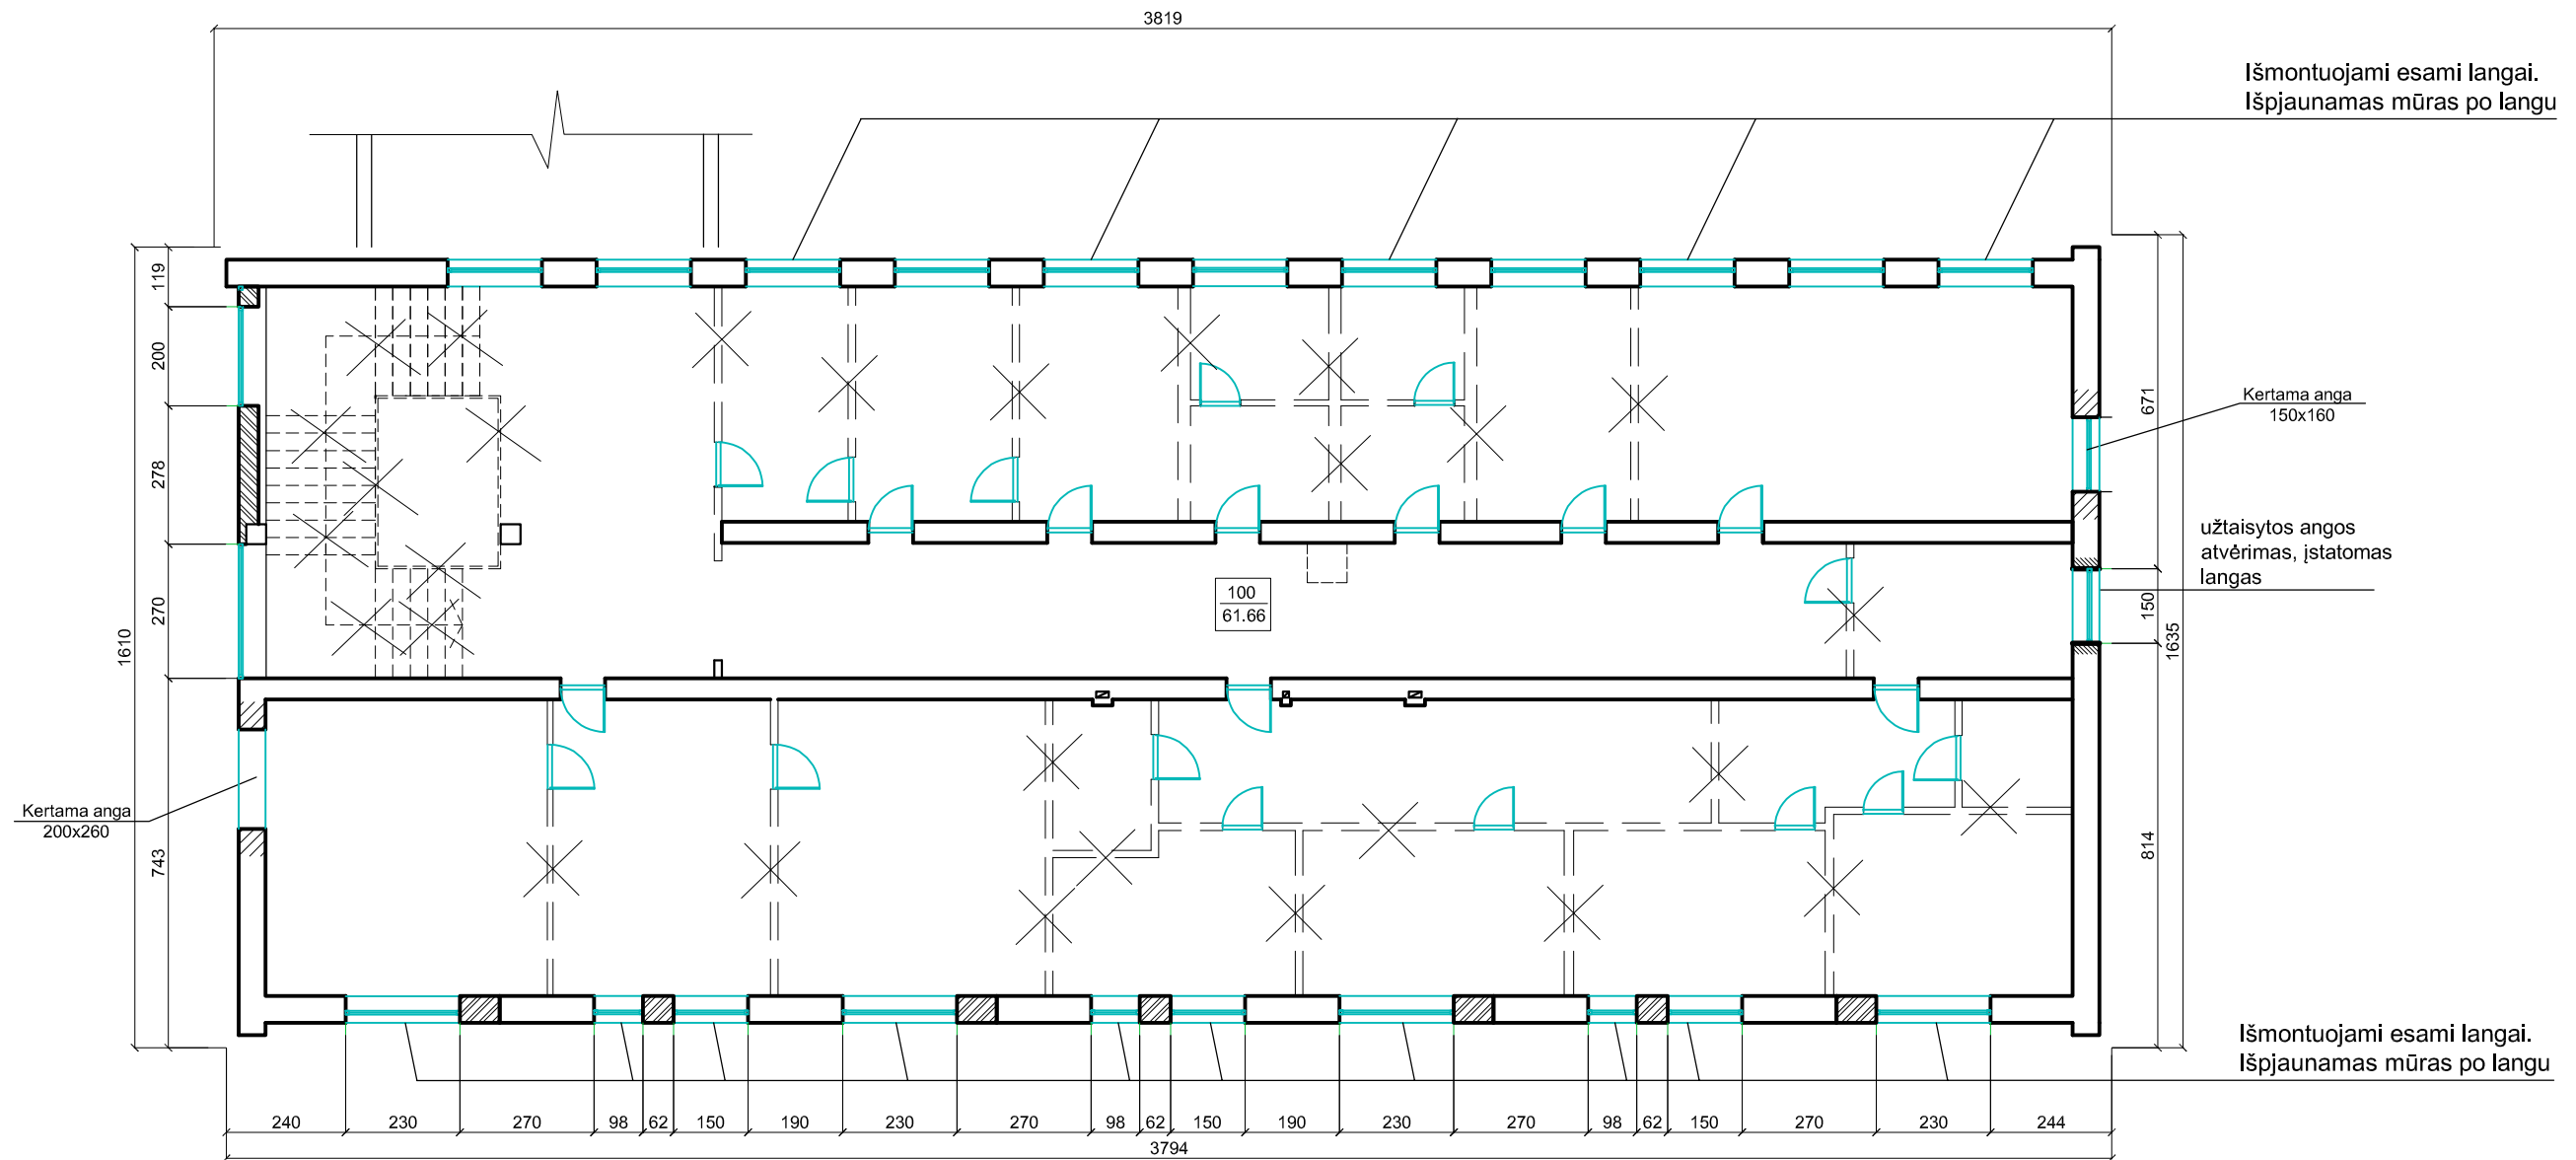 3819
Išmontuojami esami langai.
Išpjaunamas mūras po langu
119
200
278
270
743
1610
671
150
814
1635
Kertama anga
150x160
užtaisytos angos
atvėrimas, įstatomas
langas
100
61.66
Kertama anga
200x260
Išmontuojami esami langai.
Išpjaunamas mūras po langu
240 230 270 98 62 150 190 230 270 98 62 150 190 230 270 98 62 150 270 230 244
3794